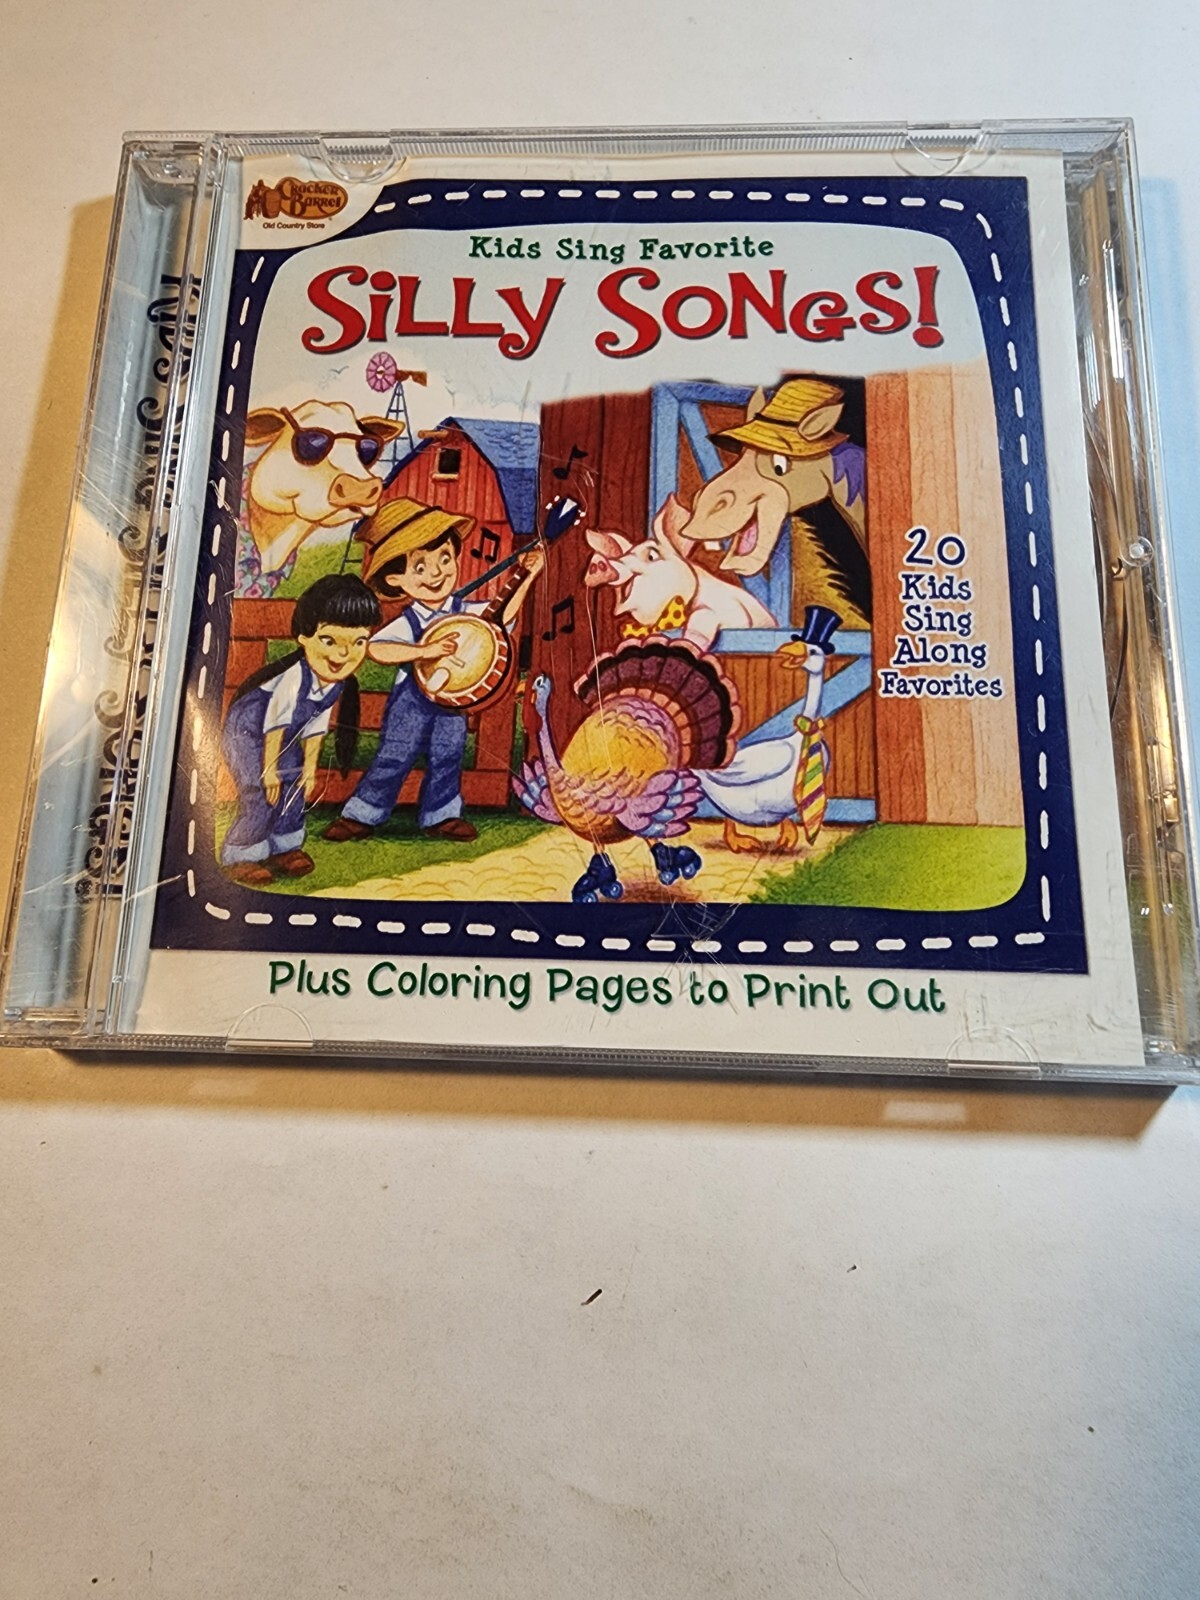 Cracker
Barrel
Old Country Store
Kids Sing Favorite
SiLLy SONGS!
20
Kids
Sing
Along
Favorites
Plus Coloring Pages to Print Out